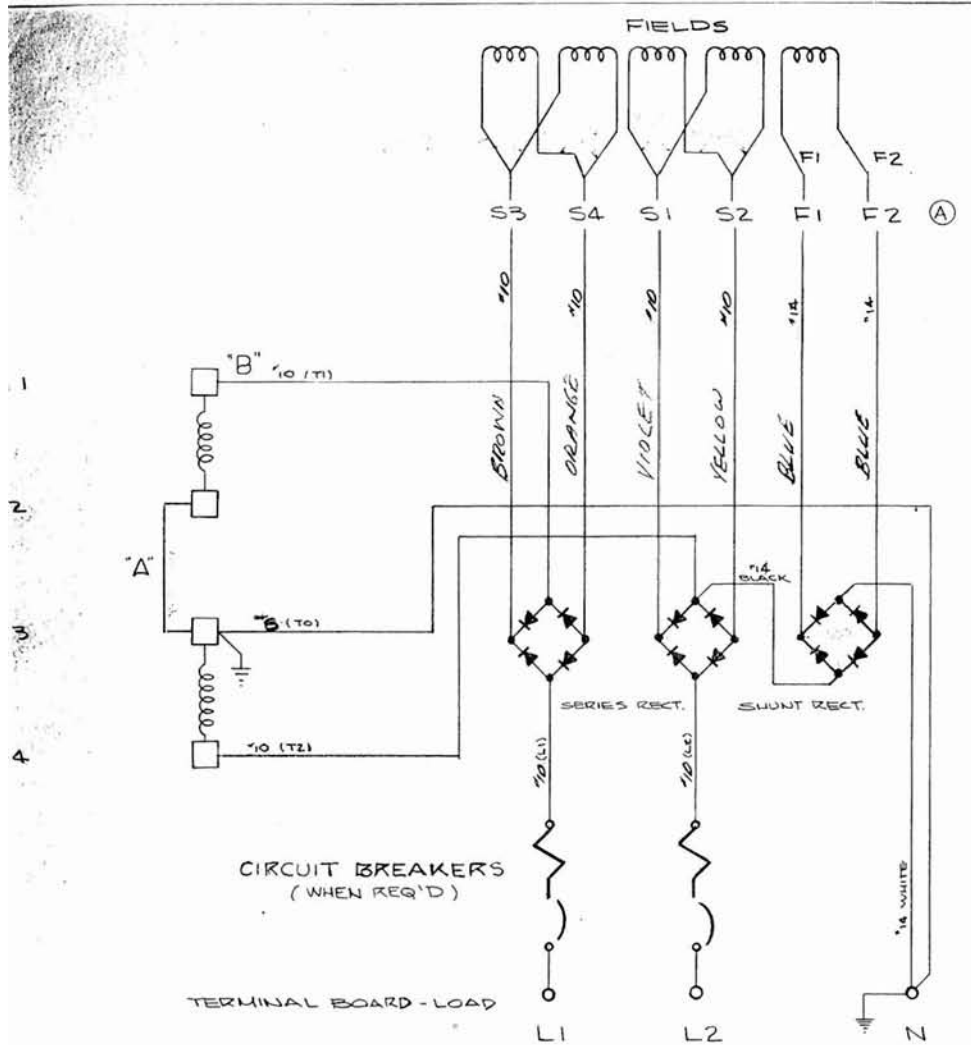 FIELDS
F1
F2
S3 S4 S1 S2 F1 F2 A
#10 #10 #10 #10 #14 #14
"B"
#10 (T1)
1
BROWN
ORANGE
VIOLET
YELLOW
BLUE
BLUE
2
"A"
#14
BLACK
3
#6 (T0)
SERIES RECT.
SHUNT RECT.
4
#10 (T2)
#10 (L1)
#10 (L2)
CIRCUIT BREAKERS
(WHEN REQ'D)
#14 WHITE
TERMINAL BOARD - LOAD
L1
L2
N